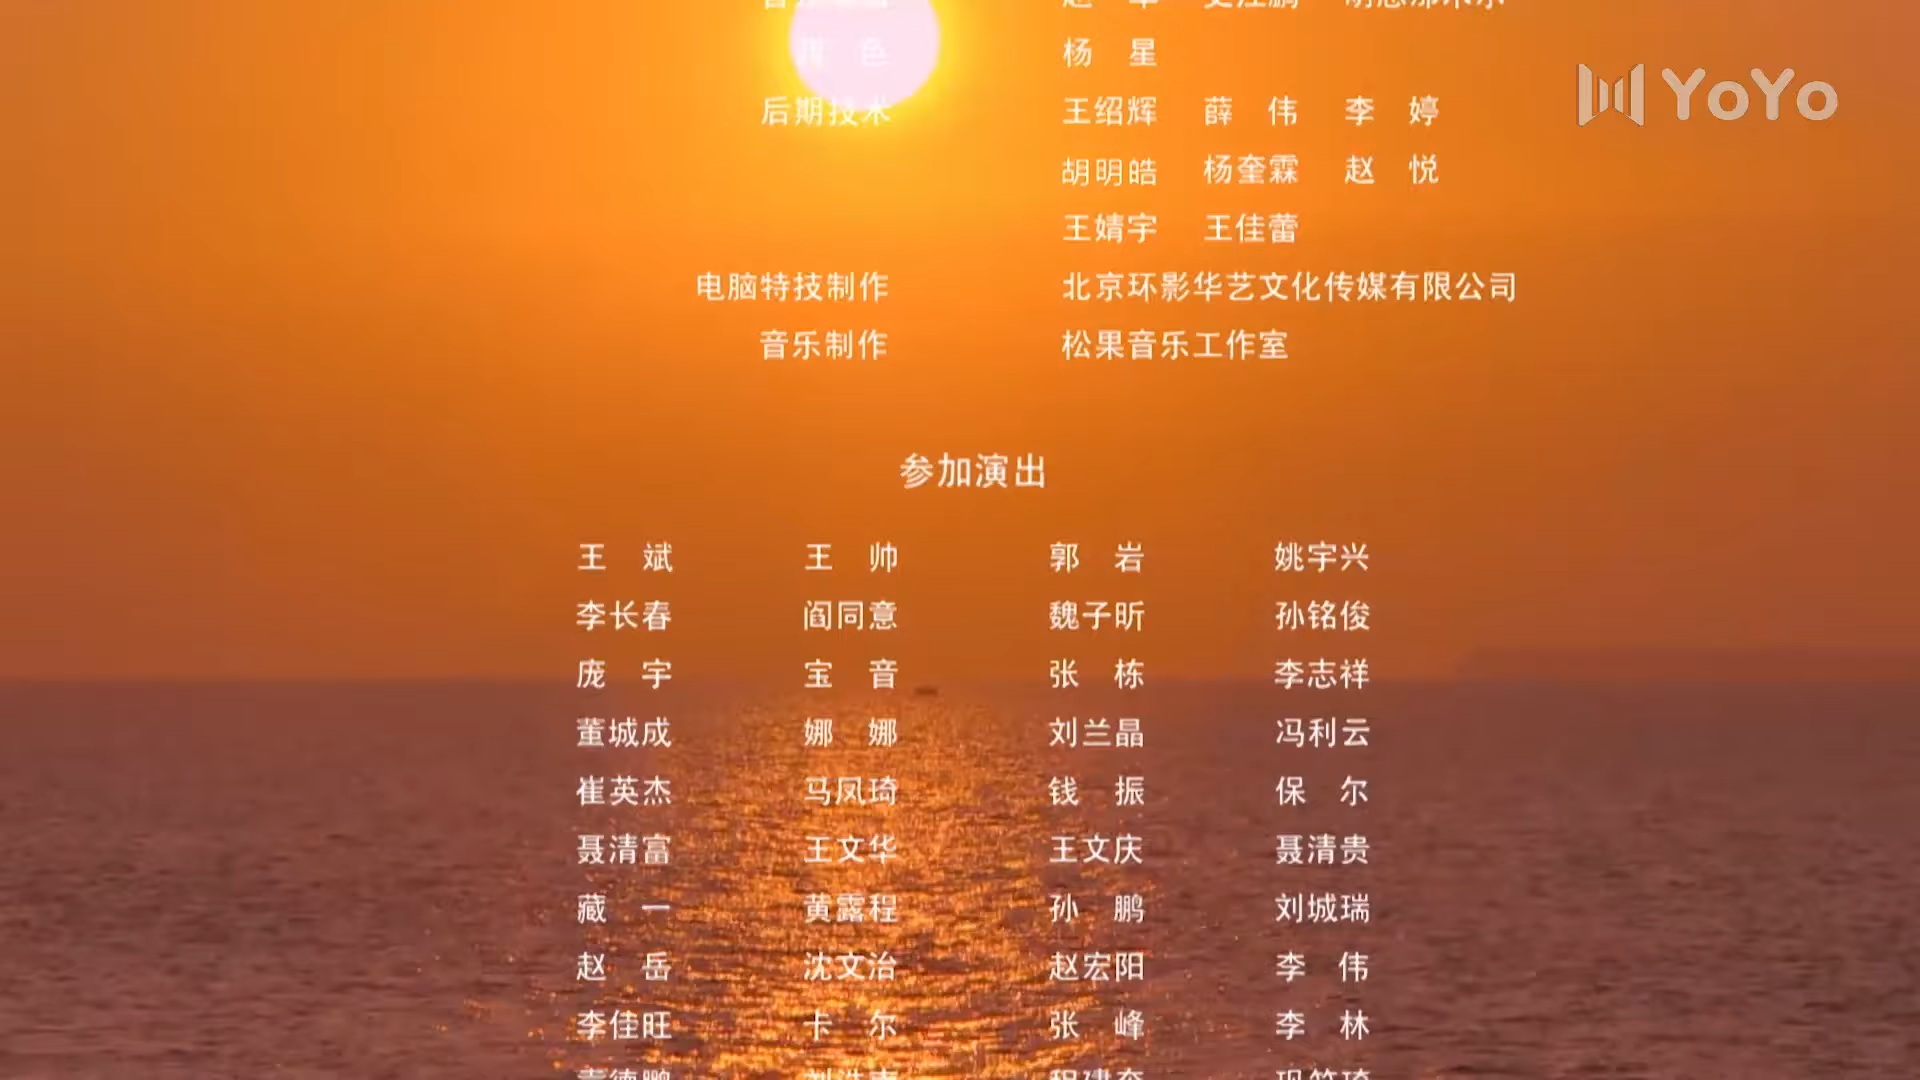 YoYo
色 杨 星
后期技术 王绍辉 薛 伟 李 婷
胡明皓 杨奎霖 赵 悦
王婧宇 王佳蕾
电脑特技制作 北京环影华艺文化传媒有限公司
音乐制作 松果音乐工作室
参加演出
王 斌 王 帅 郭 岩 姚宇兴
李长春 阎同意 魏子昕 孙铭俊
庞 宇 宝 音 张 栋 李志祥
董城成 娜 娜 刘兰晶 冯利云
崔英杰 马凤琦 钱 振 保 尔
聂清富 王文华 王文庆 聂清贵
藏 一 黄露程 孙 鹏 刘城瑞
赵 岳 沈文治 赵宏阳 李 伟
李佳旺 卡 尔 张 峰 李 林